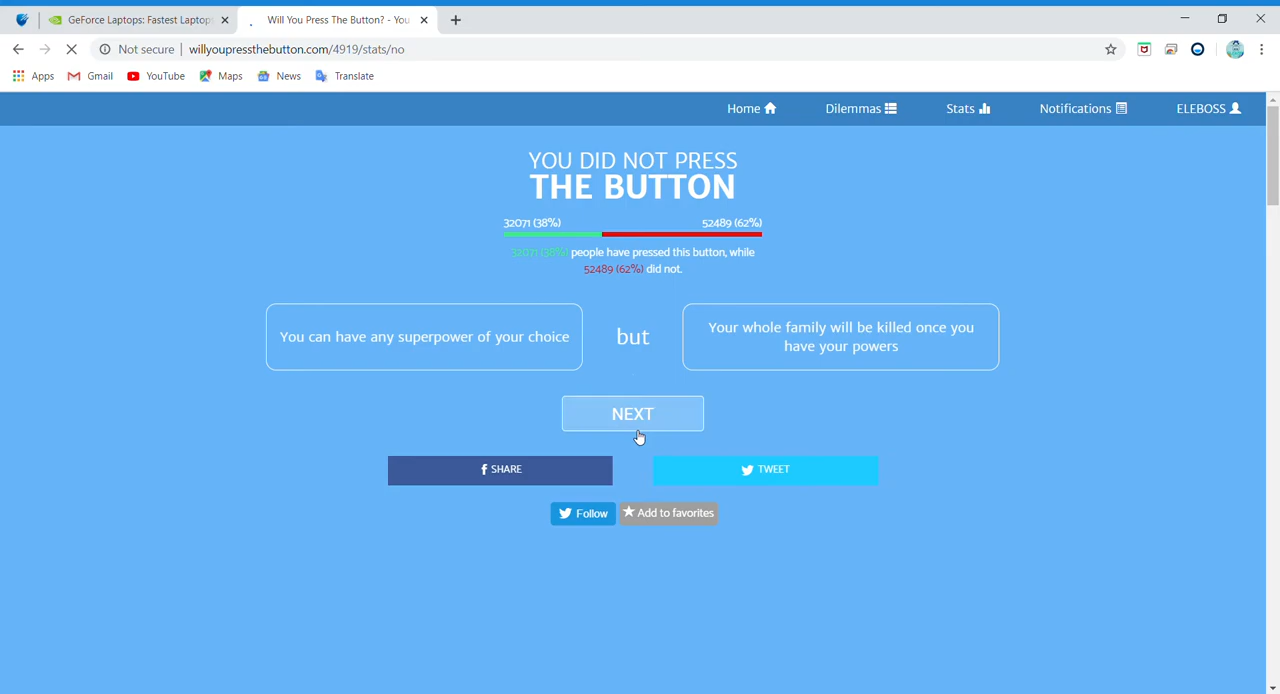 GeForce Laptops: Fastest Laptops
Will You Press The Button? - You
Not secure | willyoupressthebutton.com/4919/stats/no
Apps Gmail YouTube Maps News Translate
Home Dilemmas Stats Notifications ELEBOSS
YOU DID NOT PRESS
THE BUTTON
32071 (38%) 52489 (62%)
32071 (38%) people have pressed this button, while
52489 (62%) did not.
You can have any superpower of your choice
but
Your whole family will be killed once you
have your powers
NEXT
SHARE
TWEET
Follow
Add to favorites